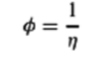 ϕ = 1/η